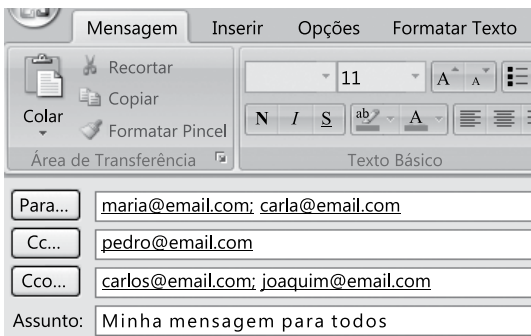 Mensagem Inserir Opções Formatar Texto
Recortar
Copiar
Colar
Formatar Pincel
Área de Transferência
11 A A
N I S ab A
Texto Básico
Para... maria@email.com; carla@email.com
Cc... pedro@email.com
Cco... carlos@email.com; joaquim@email.com
Assunto: Minha mensagem para todos